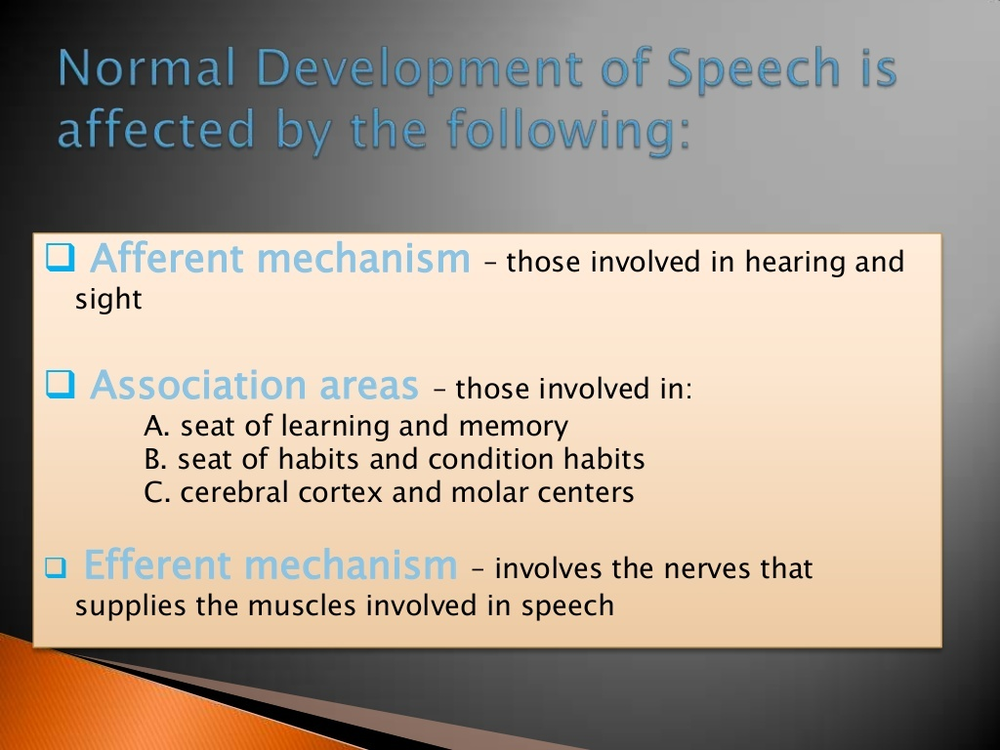 Normal Development of Speech is
affected by the following:
❑ Afferent mechanism – those involved in hearing and
sight
❑ Association areas – those involved in:
A. seat of learning and memory
B. seat of habits and condition habits
C. cerebral cortex and molar centers
❑ Efferent mechanism – involves the nerves that
supplies the muscles involved in speech